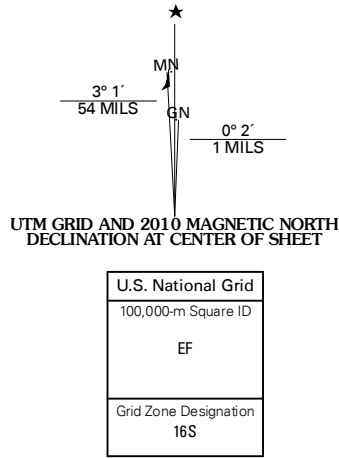 MN
3° 1´
54 MILS
GN
0° 2´
1 MILS
UTM GRID AND 2010 MAGNETIC NORTH
DECLINATION AT CENTER OF SHEET
U.S. National Grid
100,000-m Square ID
EF
Grid Zone Designation
16S